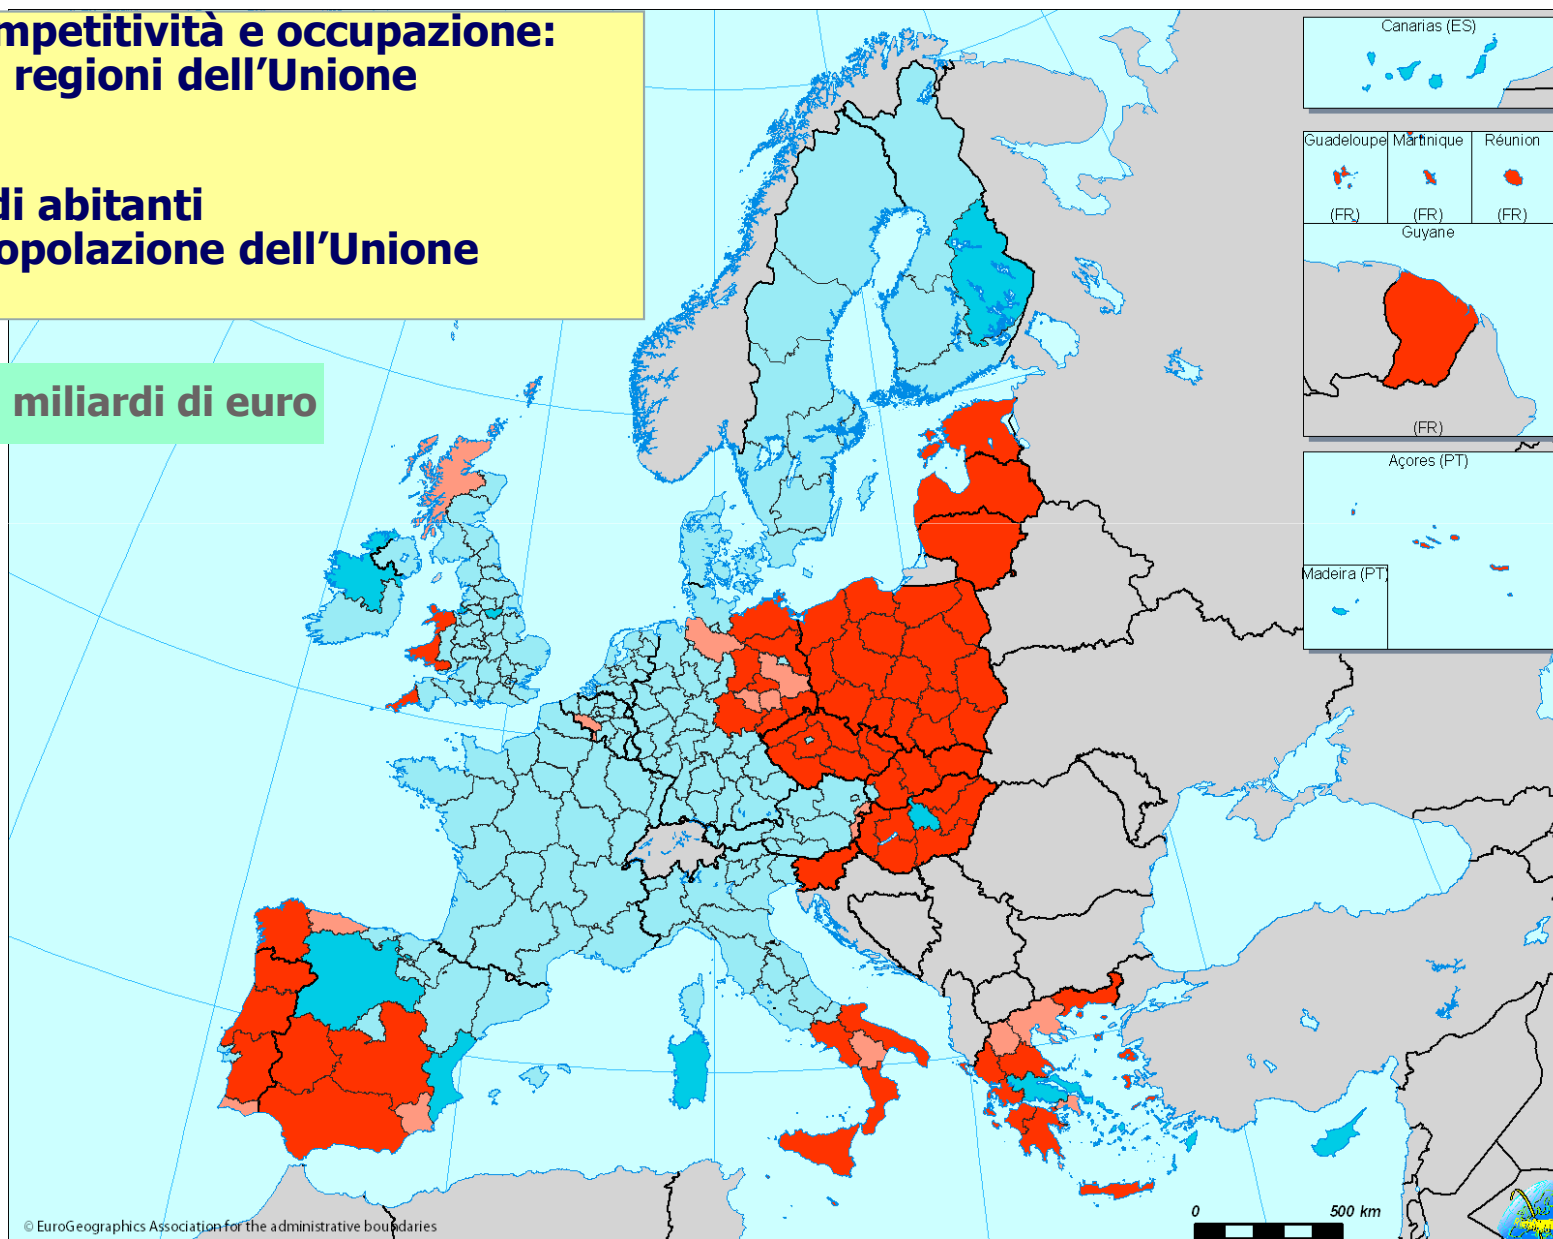 mpetitività e occupazione:
regioni dell’Unione
di abitanti
opolazione dell’Unione
miliardi di euro
Canarias (ES)
Guadeloupe Martinique Réunion
(FR) (FR) (FR)
Guyane
(FR)
Açores (PT)
Madeira (PT)
0 500 km
© EuroGeographics Association for the administrative boundaries